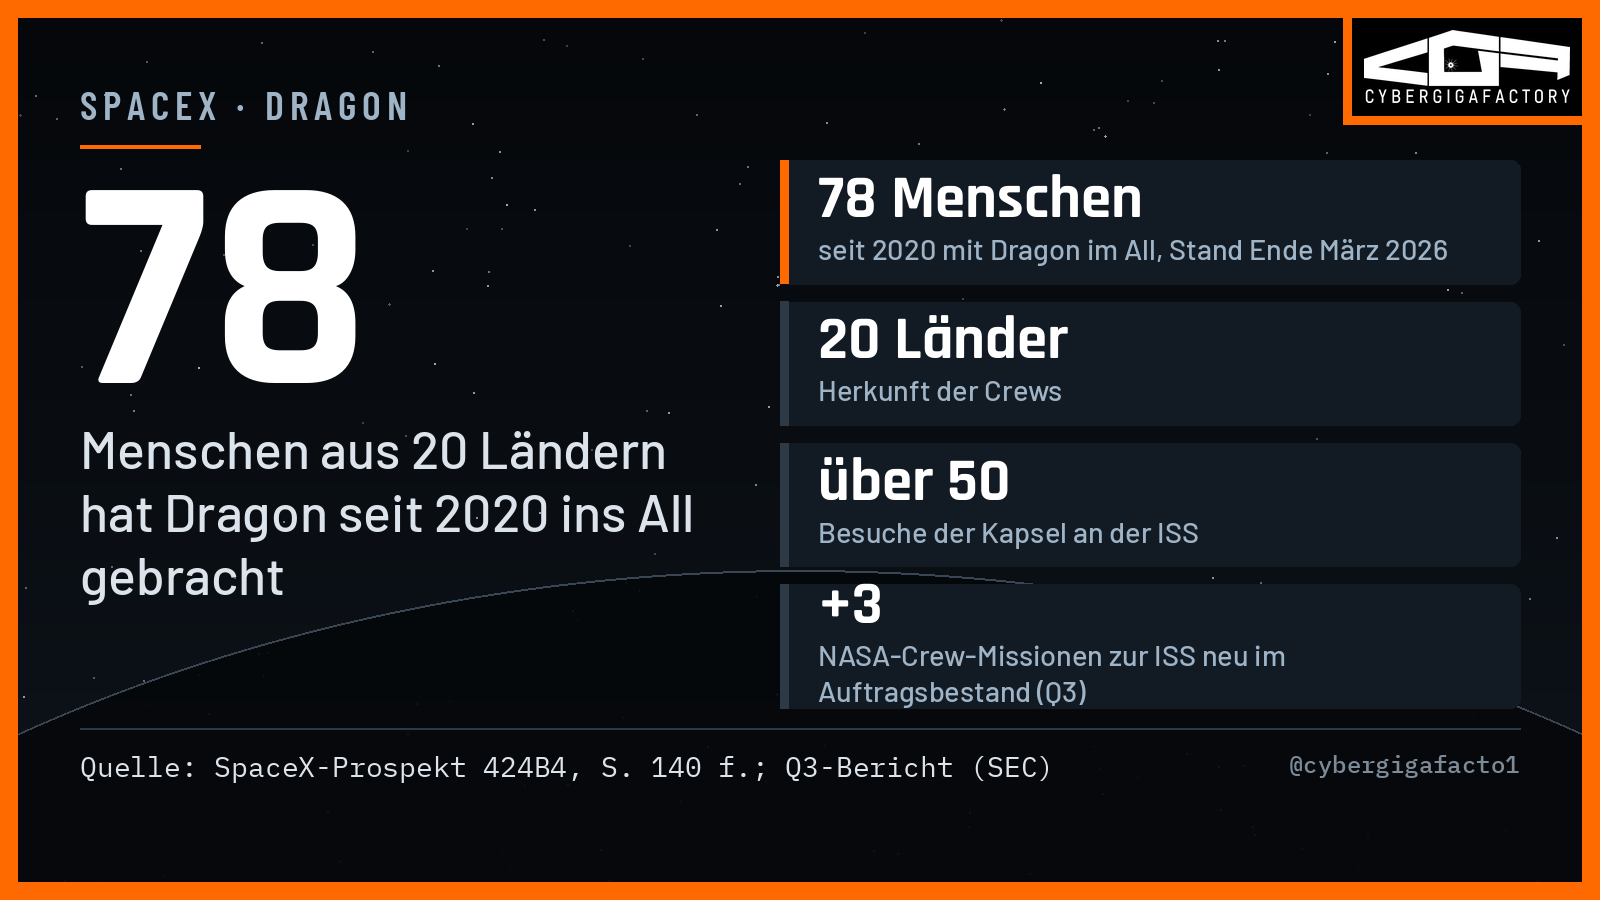 CYBERGIGAFACTORY
SPACEX · DRAGON
78
Menschen aus 20 Ländern
hat Dragon seit 2020 ins All
gebracht
78 Menschen
seit 2020 mit Dragon im All, Stand Ende März 2026
20 Länder
Herkunft der Crews
über 50
Besuche der Kapsel an der ISS
+3
NASA-Crew-Missionen zur ISS neu im
Auftragsbestand (Q3)
Quelle: SpaceX-Prospekt 424B4, S. 140 f.; Q3-Bericht (SEC)
@cybergigafacto1